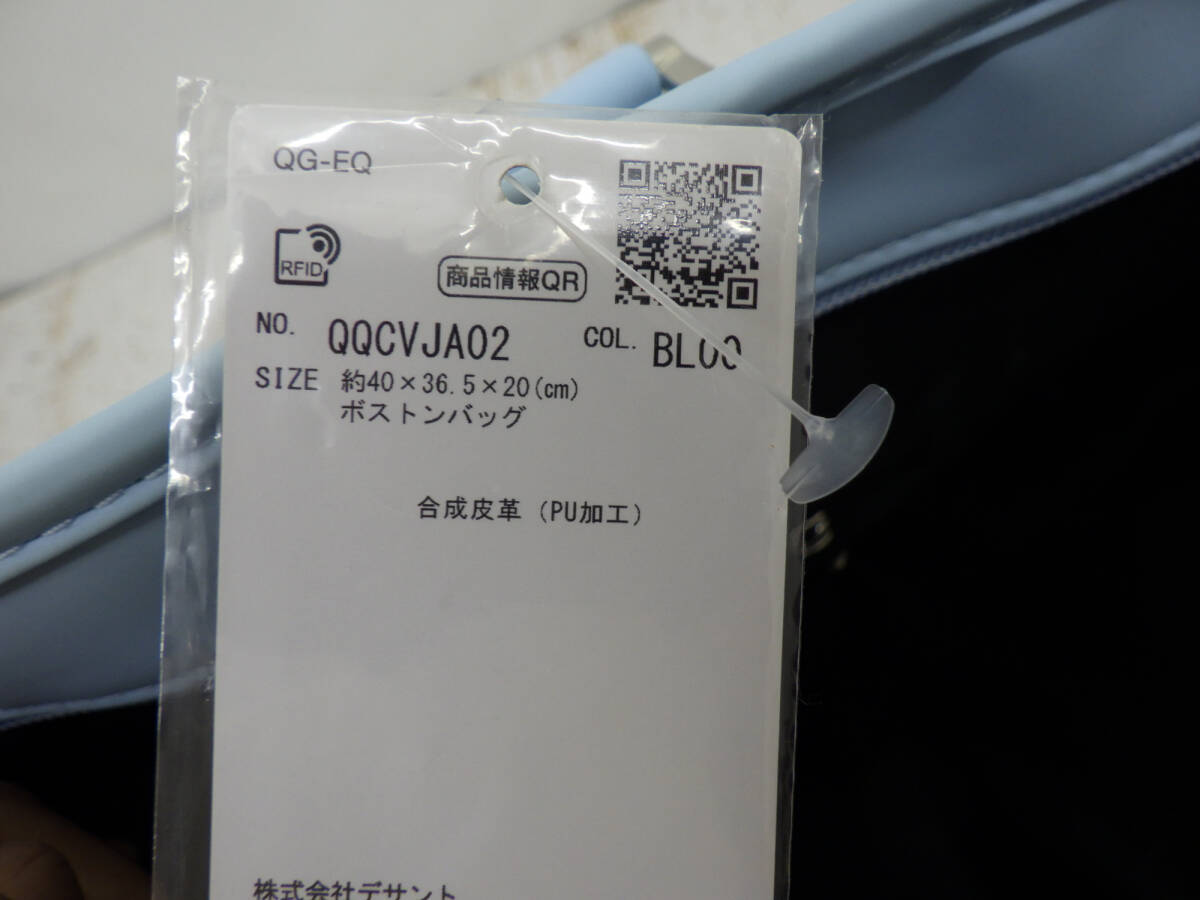 QG-EQ
RFID
商品情報QR
NO. QQCVJA02 COL. BL00
SIZE 約40×36.5×20(cm)
ボストンバッグ
合成皮革 (PU加工)
株式会社デサント